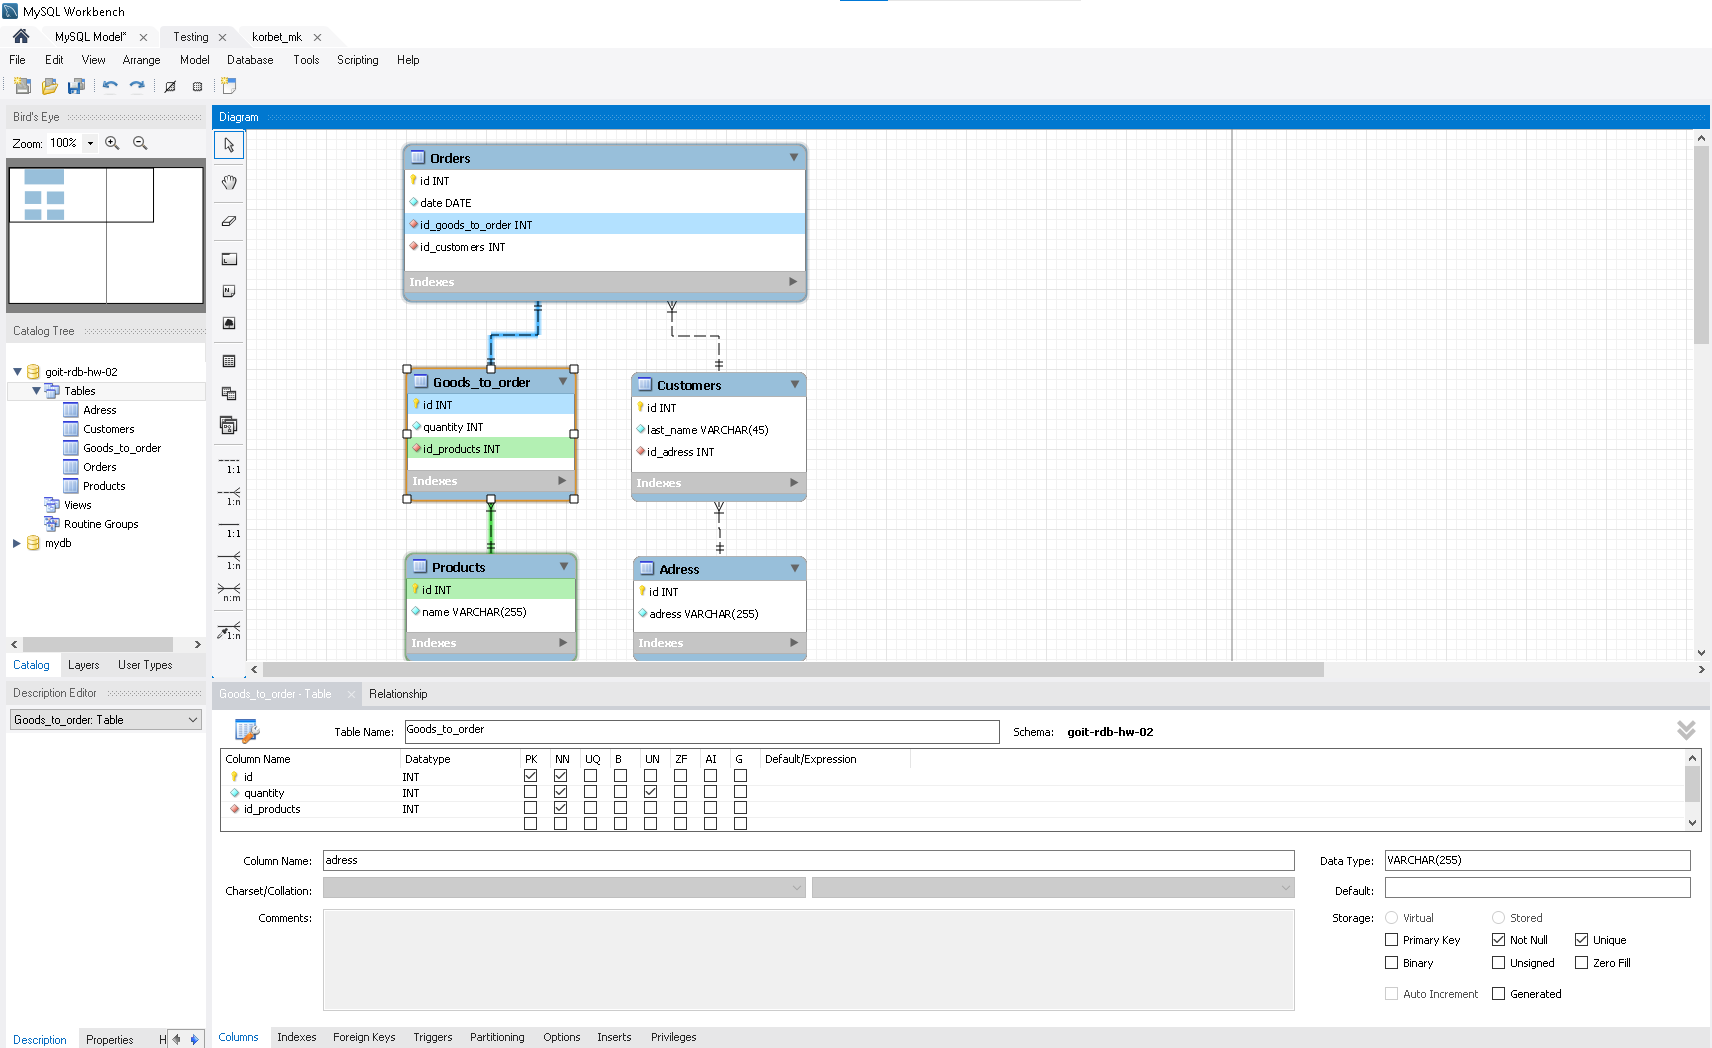 MySQL Workbench
MySQL Model*
Testing
korbet_mk
File Edit View Arrange Model Database Tools Scripting Help
Bird's Eye
Zoom: 100%
Catalog Tree
goit-rdb-hw-02
Tables
Adress
Customers
Goods_to_order
Orders
Products
Views
Routine Groups
mydb
Catalog Layers User Types
Description Editor
Goods_to_order: Table
Description Properties H
Diagram
1:1
1:n
1:1
1:n
n:m
1:n
Orders
id INT
date DATE
id_goods_to_order INT
id_customers INT
Indexes
Goods_to_order
id INT
quantity INT
id_products INT
Indexes
Customers
id INT
last_name VARCHAR(45)
id_adress INT
Indexes
Products
id INT
name VARCHAR(255)
Indexes
Adress
id INT
adress VARCHAR(255)
Indexes
Goods_to_order - Table Relationship
Table Name: Goods_to_order Schema: goit-rdb-hw-02
Column Name Datatype PK NN UQ B UN ZF AI G Default/Expression
id INT
quantity INT
id_products INT
Column Name: adress Data Type: VARCHAR(255)
Charset/Collation: Default:
Comments: Storage: Virtual Stored
Primary Key Not Null Unique
Binary Unsigned Zero Fill
Auto Increment Generated
Columns Indexes Foreign Keys Triggers Partitioning Options Inserts Privileges